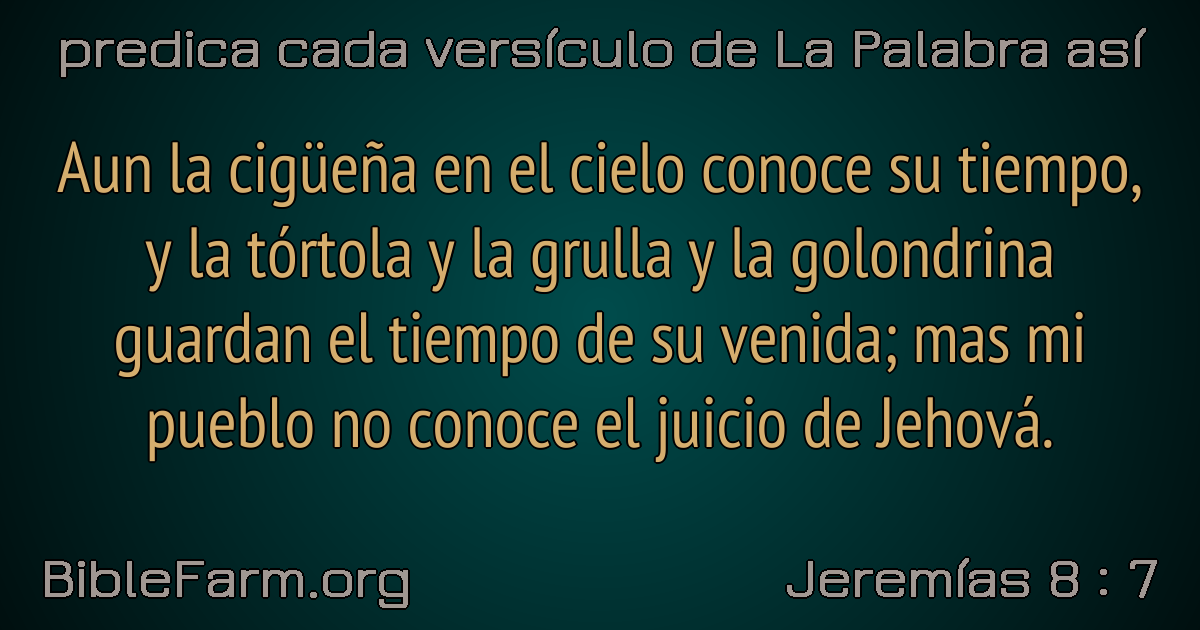 predica cada versículo de La Palabra así
Aun la cigüeña en el cielo conoce su tiempo,
y la tórtola y la grulla y la golondrina
guardan el tiempo de su venida; mas mi
pueblo no conoce el juicio de Jehová.
BibleFarm.org
Jeremías 8 : 7